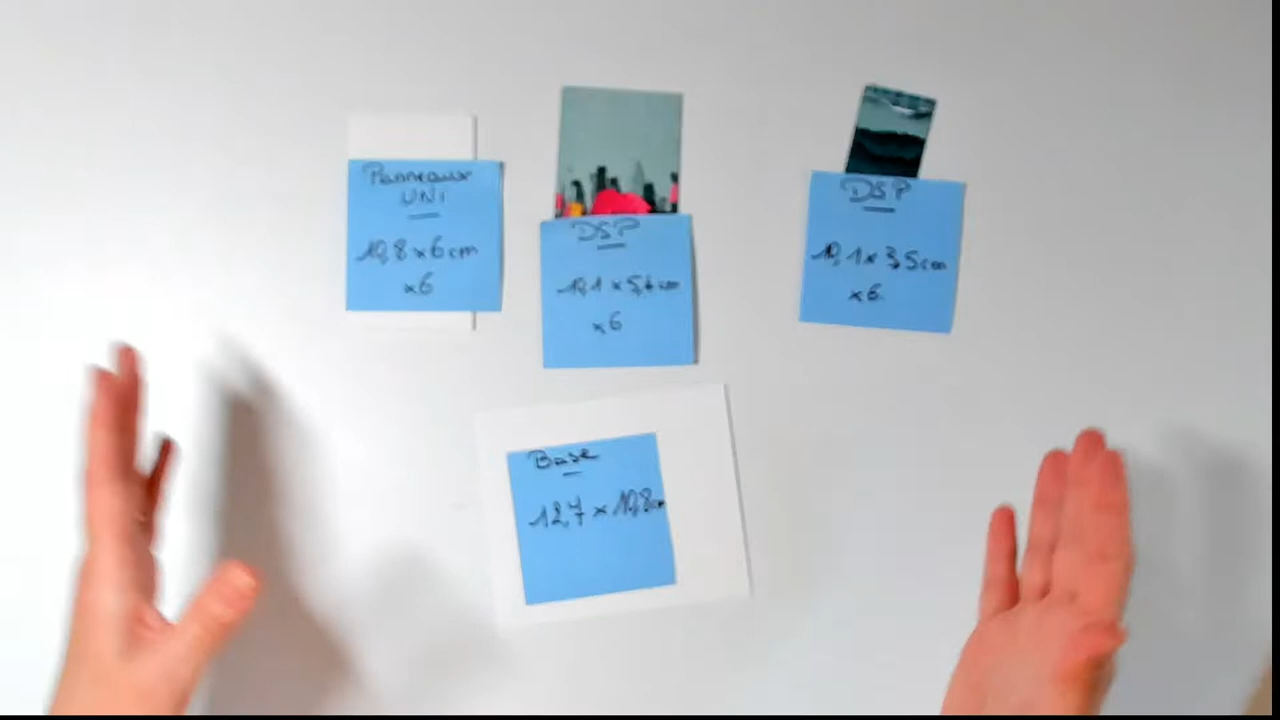 Panneaux
UNI
10,8 x 6 cm
x6
DSP
10,1 x 5,4 cm
x6
DSP
10,1 x 3,5 cm
x6
Base
12,7 x 10,8 cm